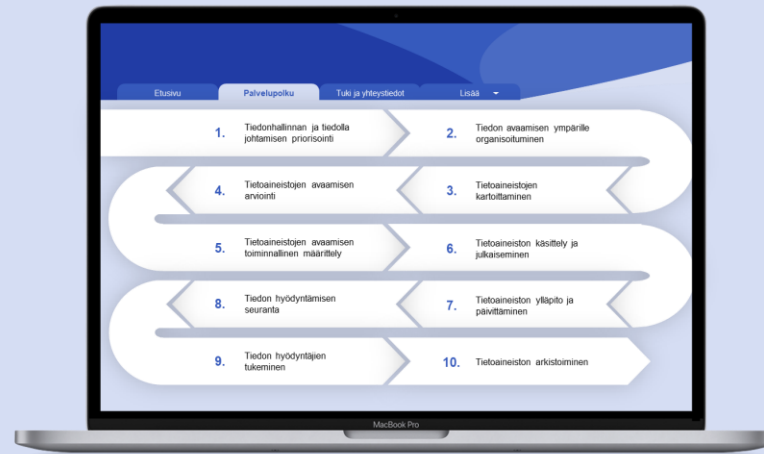 Etusivu
Palvelupolku
Tuki ja yhteystiedot
Lisää
1.
Tiedonhallinnan ja tiedolla
johtamisen priorisointi
2.
Tiedon avaamisen ympärille
organisoituminen
4.
Tietoaineistojen avaamisen
arviointi
3.
Tietoaineistojen
kartoittaminen
5.
Tietoaineistojen avaamisen
toiminnallinen määrittely
6.
Tietoaineiston käsittely ja
julkaiseminen
8.
Tiedon hyödyntämisen
seuranta
7.
Tietoaineiston ylläpito ja
päivittäminen
9.
Tiedon hyödyntäjien
tukeminen
10.
Tietoaineiston arkistoiminen
MacBook Pro